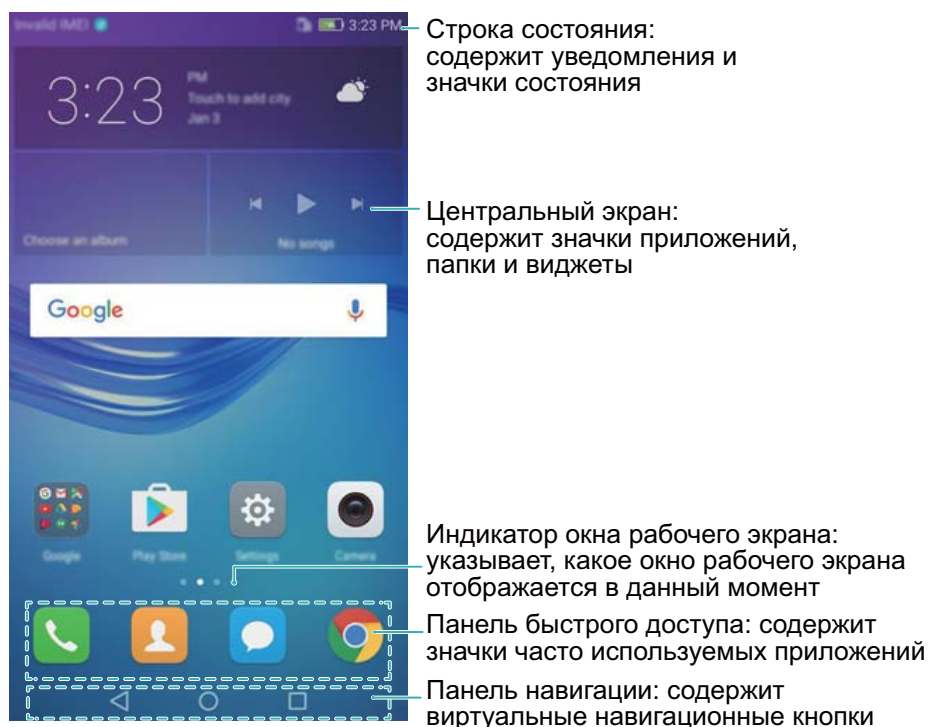 Invalid IMEI 3:23 PM
Строка состояния:
содержит уведомления и
значки состояния
3:23
PM
Touch to add city
Jan 3
Центральный экран:
содержит значки приложений,
папки и виджеты
Choose an album
No songs
Google
Google Play Store Settings Camera
Индикатор окна рабочего экрана:
указывает, какое окно рабочего экрана
отображается в данный момент
Панель быстрого доступа: содержит
значки часто используемых приложений
Панель навигации: содержит
виртуальные навигационные кнопки